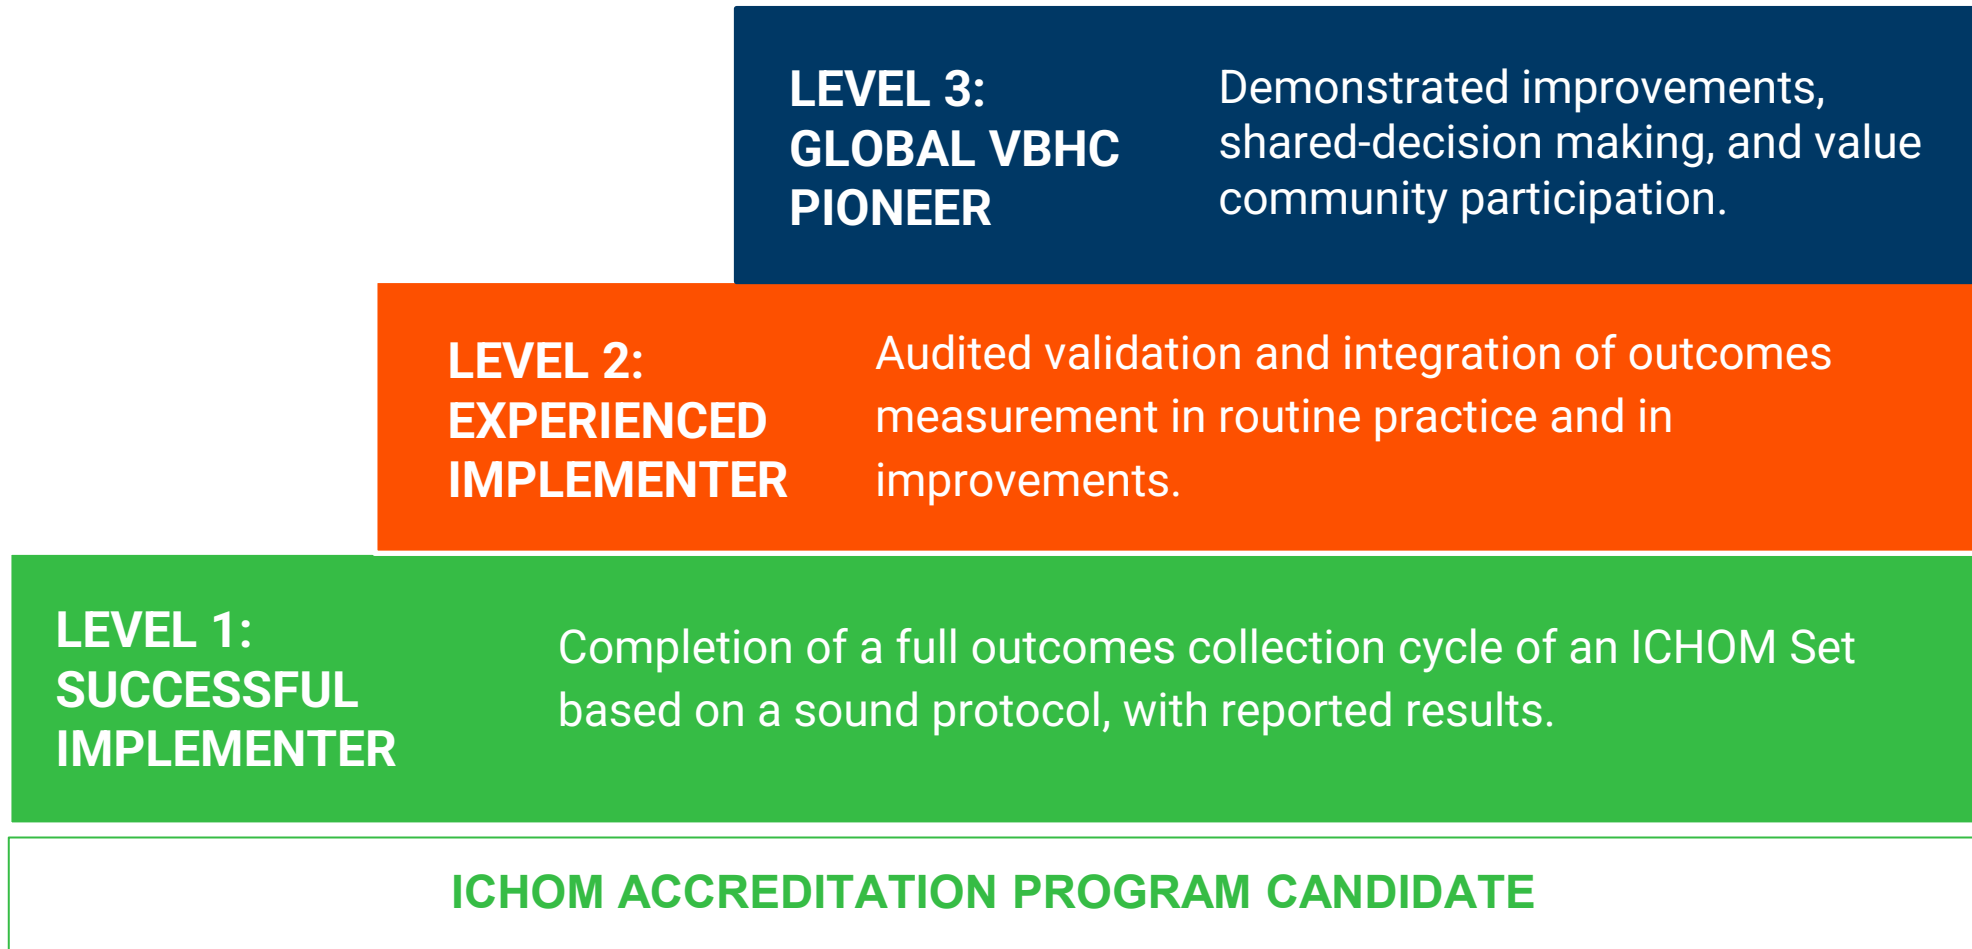 LEVEL 3:
GLOBAL VBHC
PIONEER
Demonstrated improvements,
shared-decision making, and value
community participation.
LEVEL 2:
EXPERIENCED
IMPLEMENTER
Audited validation and integration of outcomes
measurement in routine practice and in
improvements.
LEVEL 1:
SUCCESSFUL
IMPLEMENTER
Completion of a full outcomes collection cycle of an ICHOM Set
based on a sound protocol, with reported results.
ICHOM ACCREDITATION PROGRAM CANDIDATE